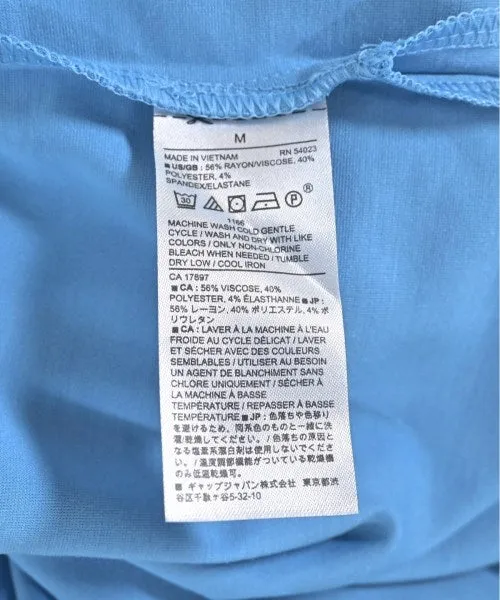 M
MADE IN VIETNAM RN 54023
■ US/GB : 56% RAYON/VISCOSE, 40%
POLYESTER, 4%
SPANDEX/ELASTANE
30 P ®
1166
MACHINE WASH COLD GENTLE
CYCLE / WASH AND DRY WITH LIKE
COLORS / ONLY NON-CHLORINE
BLEACH WHEN NEEDED / TUMBLE
DRY LOW / COOL IRON
CA 17897
■ CA : 56% VISCOSE, 40%
POLYESTER, 4% ÉLASTHANNE ■ JP :
56% レーヨン, 40% ポリエステル, 4% ポ
リウレタン
■ CA : LAVER À LA MACHINE À L'EAU
FROIDE AU CYCLE DÉLICAT / LAVER
ET SÉCHER AVEC DES COULEURS
SEMBLABLES / UTILISER AU BESOIN
UN AGENT DE BLANCHIMENT SANS
CHLORE UNIQUEMENT / SÉCHER À
LA MACHINE À BASSE
TEMPÉRATURE / REPASSER À BASSE
TEMPÉRATURE ■ JP : 色落ちや色移り
を避けるため、同系色のものと一緒に洗
濯/乾燥してください。/ 色落ちの原因と
なる塩素系漂白剤は使用しないでくださ
い。/ 温度調節機能がついている乾燥機
のみ低温乾燥可。
■ ギャップジャパン株式会社 東京都渋
谷区千駄ヶ谷5-32-10